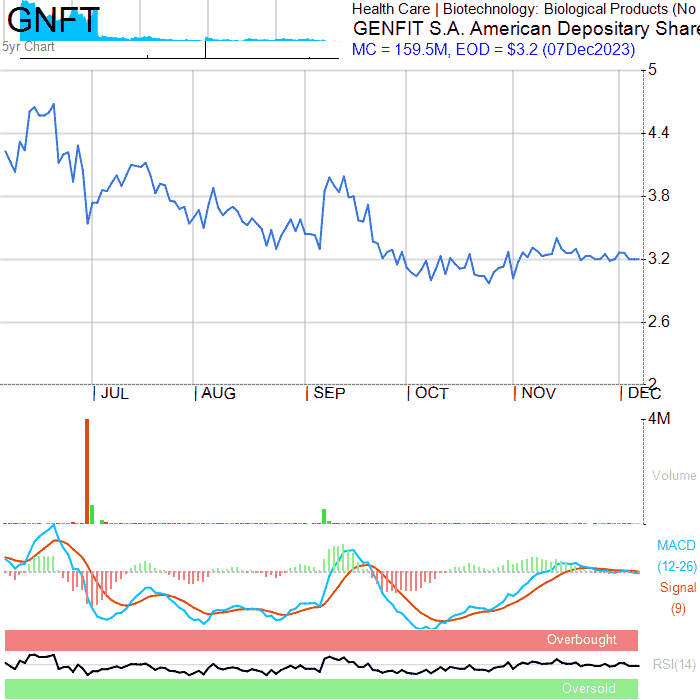 GNFT
5yr Chart
Health Care | Biotechnology: Biological Products (No
GENFIT S.A. American Depositary Share
MC = 159.5M, EOD = $3.2 (07Dec2023)
5
4.4
3.8
3.2
2.6
2
JUL AUG SEP OCT NOV DEC
4M
Volume
MACD
(12-26)
Signal
(9)
Overbought
RSI(14)
Oversold